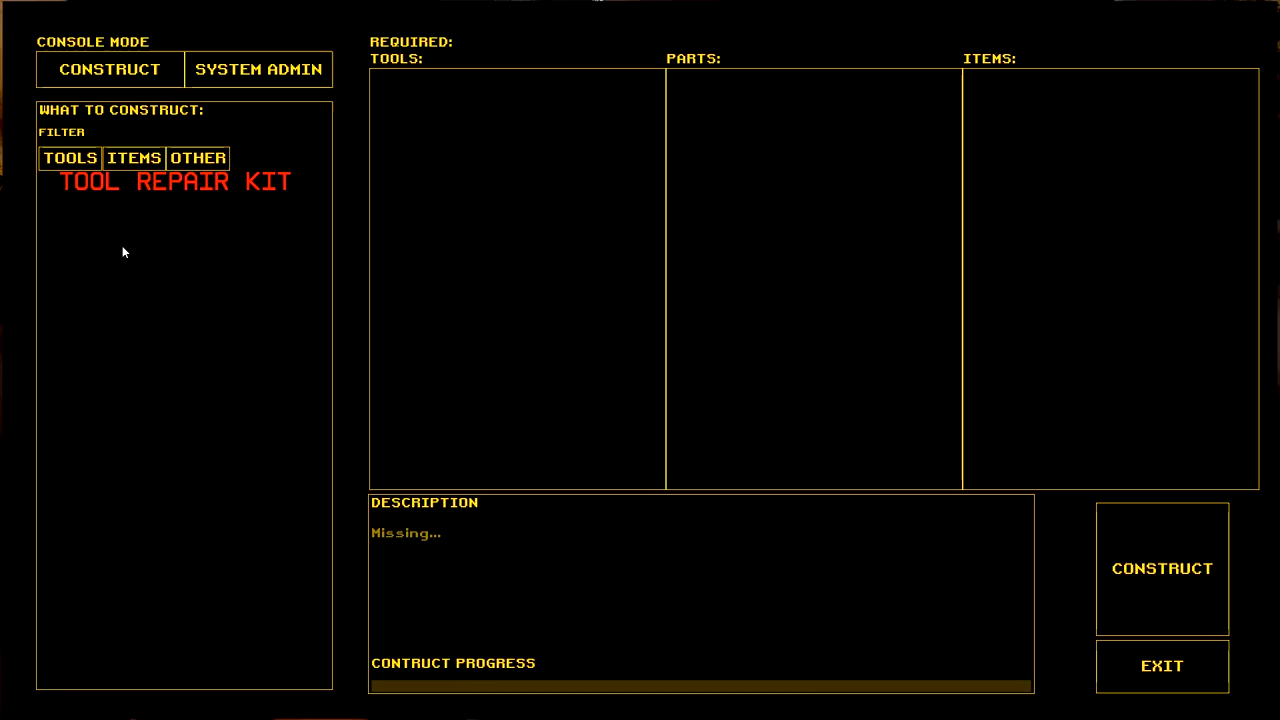 CONSOLE MODE
CONSTRUCT SYSTEM ADMIN
WHAT TO CONSTRUCT:
FILTER
TOOLS ITEMS OTHER
TOOL REPAIR KIT
REQUIRED:
TOOLS: PARTS: ITEMS:
DESCRIPTION
Missing...
CONTRUCT PROGRESS
CONSTRUCT
EXIT